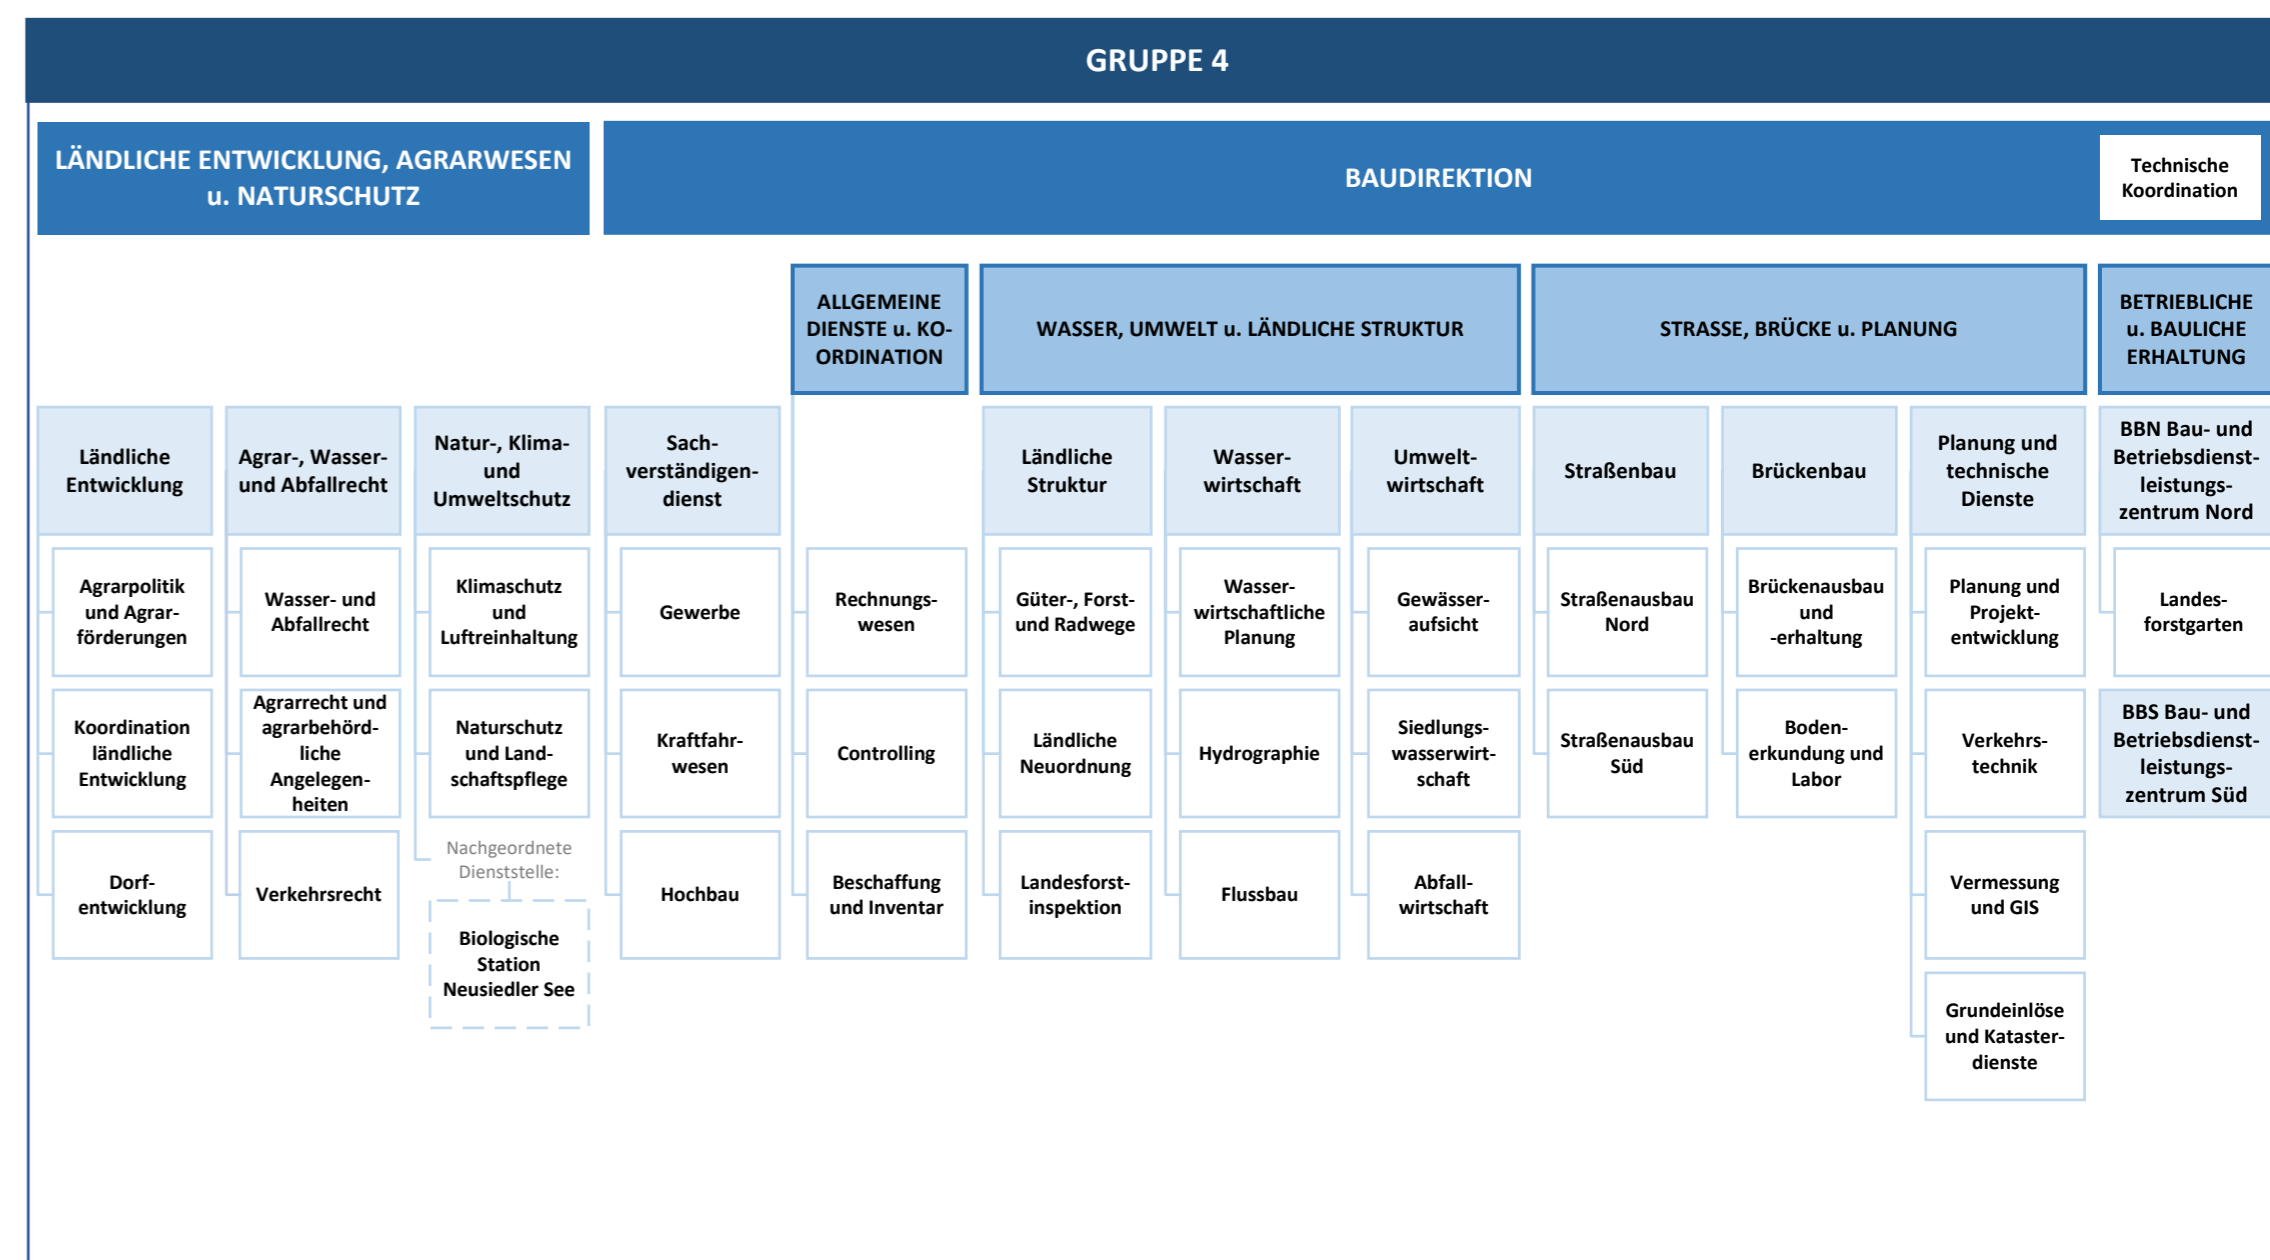 GRUPPE 4
LÄNDLICHE ENTWICKLUNG, AGRARWESEN
u. NATURSCHUTZ
BAUDIREKTION
Technische
Koordination
ALLGEMEINE
DIENSTE u. KO-
ORDINATION
WASSER, UMWELT u. LÄNDLICHE STRUKTUR
STRASSE, BRÜCKE u. PLANUNG
BETRIEBLICHE
u. BAULICHE
ERHALTUNG
Ländliche
Entwicklung
Agrar-, Wasser-
und Abfallrecht
Natur-, Klima-
und
Umweltschutz
Sach-
verständigen-
dienst
Ländliche
Struktur
Wasser-
wirtschaft
Umwelt-
wirtschaft
Straßenbau
Brückenbau
Planung und
technische
Dienste
BBN Bau- und
Betriebsdienst-
leistungs-
zentrum Nord
Agrarpolitik
und Agrar-
förderungen
Wasser- und
Abfallrecht
Klimaschutz
und
Luftreinhaltung
Gewerbe
Rechnungs-
wesen
Güter-, Forst-
und Radwege
Wasser-
wirtschaftliche
Planung
Gewässer-
aufsicht
Straßenausbau
Nord
Brückenausbau
und
-erhaltung
Planung und
Projekt-
entwicklung
Landes-
forstgarten
Koordination
ländliche
Entwicklung
Agrarrecht und
agrarbehörd-
liche
Angelegen-
heiten
Naturschutz
und Land-
schaftspflege
Kraftfahr-
wesen
Controlling
Ländliche
Neuordnung
Hydrographie
Siedlungs-
wasserwirt-
schaft
Straßenausbau
Süd
Boden-
erkundung und
Labor
Verkehrs-
technik
BBS Bau- und
Betriebsdienst-
leistungs-
zentrum Süd
Dorf-
entwicklung
Verkehrsrecht
Nachgeordnete
Dienststelle:
Biologische
Station
Neusiedler See
Hochbau
Beschaffung
und Inventar
Landesforst-
inspektion
Flussbau
Abfall-
wirtschaft
Vermessung
und GIS
Grundeinlöse
und Kataster-
dienste